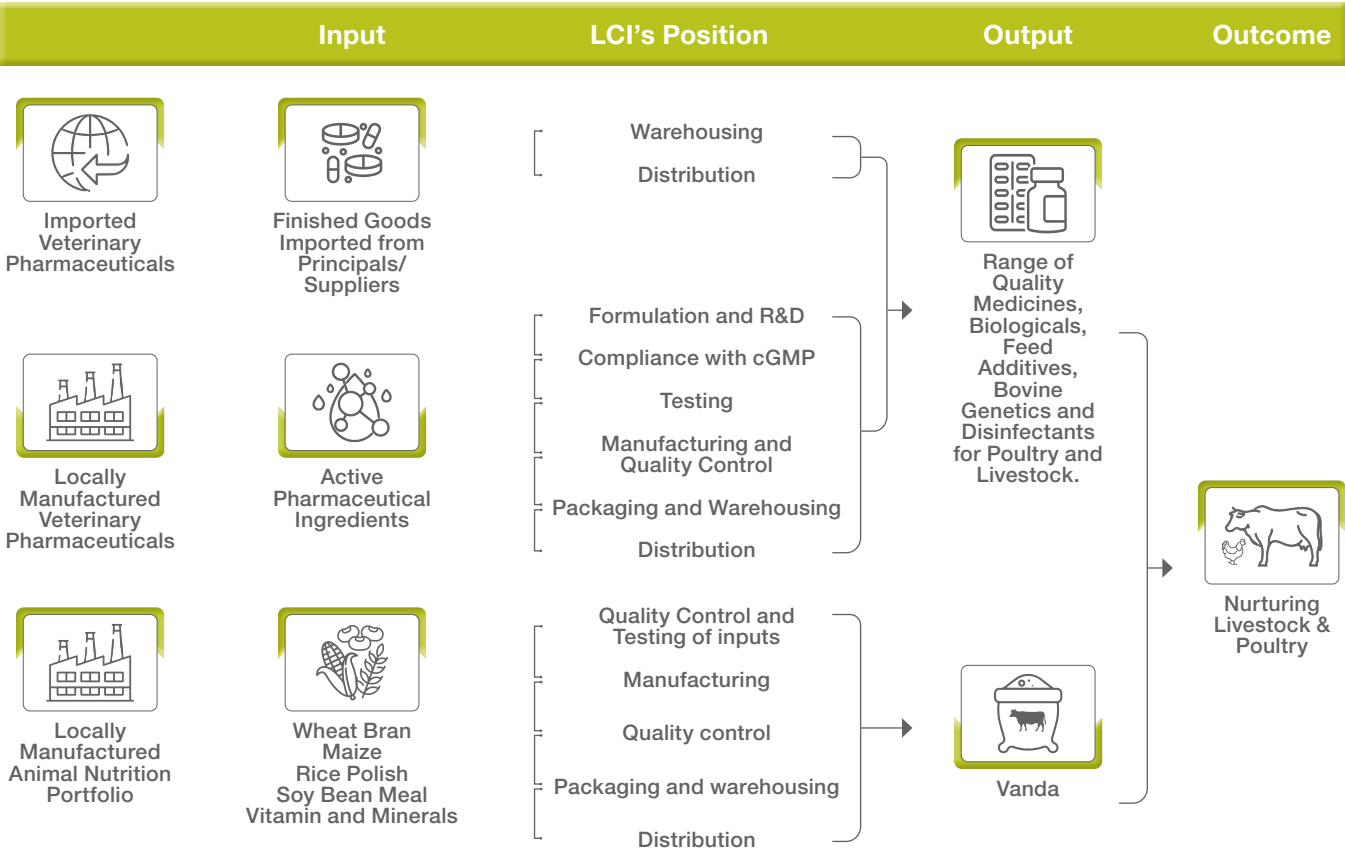 Input
LCI's Position
Output
Outcome
Imported
Veterinary
Pharmaceuticals
Finished Goods
Imported from
Principals/
Suppliers
Warehousing
Distribution
Locally
Manufactured
Veterinary
Pharmaceuticals
Active
Pharmaceutical
Ingredients
Formulation and R&D
Compliance with cGMP
Testing
Manufacturing and
Quality Control
Packaging and Warehousing
Distribution
Range of
Quality
Medicines,
Biologicals,
Feed
Additives,
Bovine
Genetics and
Disinfectants
for Poultry and
Livestock.
Locally
Manufactured
Animal Nutrition
Portfolio
Wheat Bran
Maize
Rice Polish
Soy Bean Meal
Vitamin and Minerals
Quality Control and
Testing of inputs
Manufacturing
Quality control
Packaging and warehousing
Distribution
Vanda
Nurturing
Livestock &
Poultry